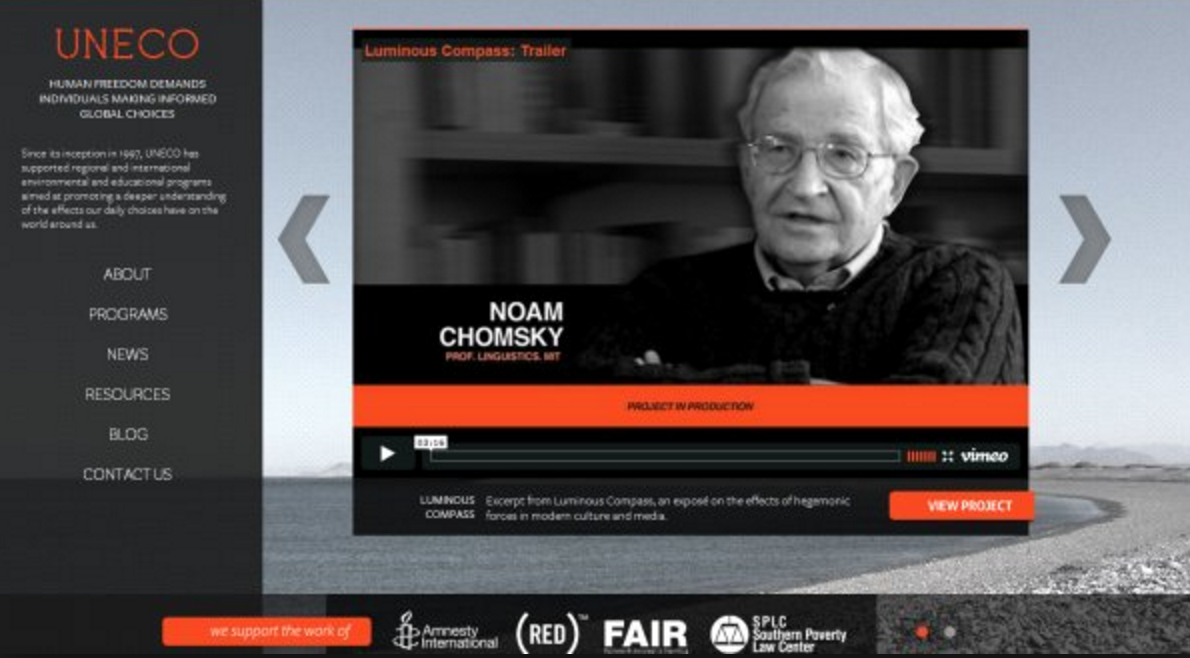 UNECO
HUMAN FREEDOM DEMANDS
INDIVIDUALS MAKING INFORMED
GLOBAL CHOICES
Since its inception in 1997, UNECO has
supported regional and international
environmental and educational programs
aimed at promoting a deeper understanding
of the effects our daily choices have on the
world around us.
ABOUT
PROGRAMS
NEWS
RESOURCES
BLOG
CONTACT US
Luminous Compass: Trailer
NOAM
CHOMSKY
PROF. LINGUISTICS. MIT
PROJECT IN PRODUCTION
03:16
vimeo
LUMINOUS
COMPASS
Excerpt from Luminous Compass, an exposé on the effects of hegemonic
forces in modern culture and media.
VIEW PROJECT
we support the work of
Amnesty
International
(RED)™
FAIR
SPLC
Southern Poverty
Law Center